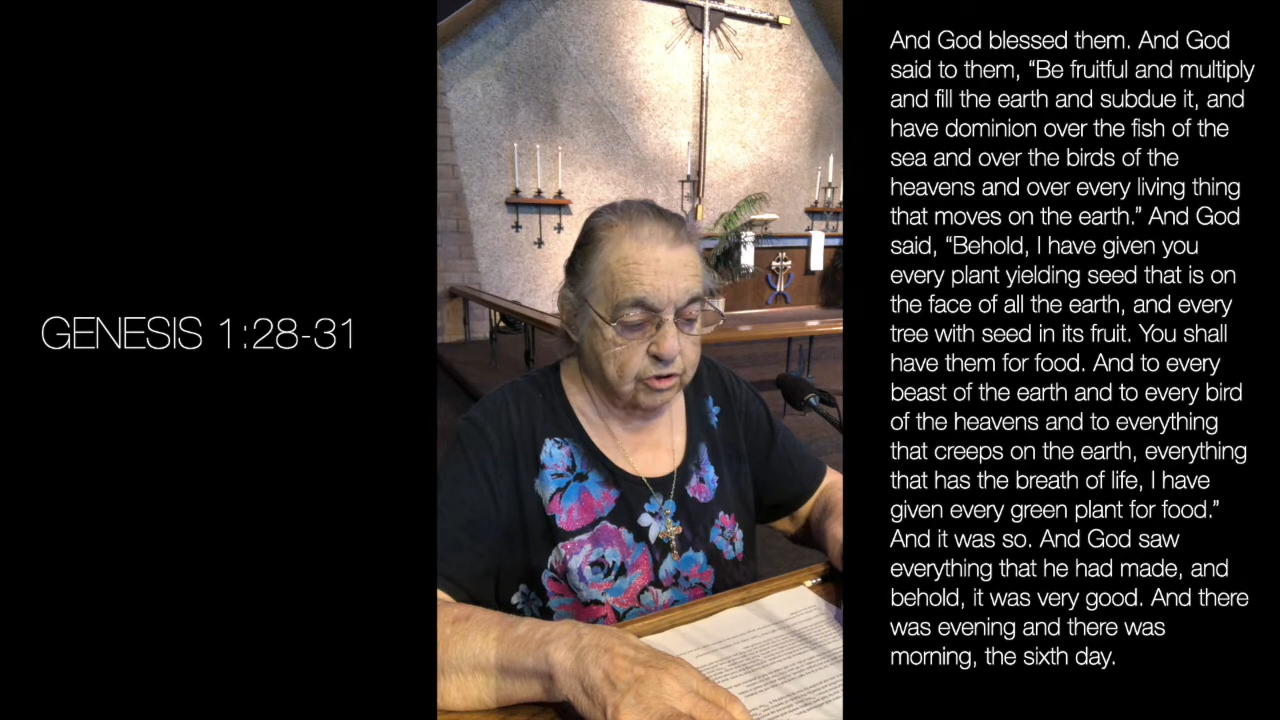 GENESIS 1:28-31
And God blessed them. And God
said to them, “Be fruitful and multiply
and fill the earth and subdue it, and
have dominion over the fish of the
sea and over the birds of the
heavens and over every living thing
that moves on the earth.” And God
said, “Behold, I have given you
every plant yielding seed that is on
the face of all the earth, and every
tree with seed in its fruit. You shall
have them for food. And to every
beast of the earth and to every bird
of the heavens and to everything
that creeps on the earth, everything
that has the breath of life, I have
given every green plant for food.”
And it was so. And God saw
everything that he had made, and
behold, it was very good. And there
was evening and there was
morning, the sixth day.